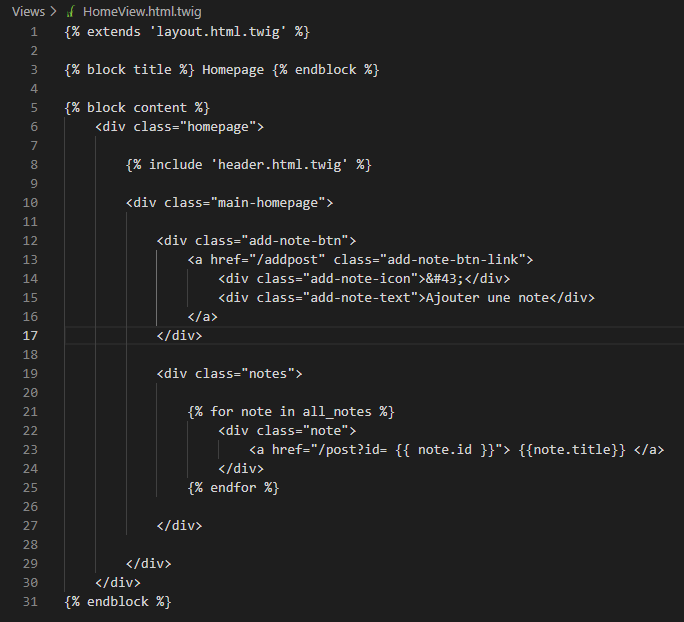 Views > HomeView.html.twig
1 {% extends 'layout.html.twig' %}
2
3 {% block title %} Homepage {% endblock %}
4
5 {% block content %}
6 <div class="homepage">
7
8 {% include 'header.html.twig' %}
9
10 <div class="main-homepage">
11
12 <div class="add-note-btn">
13 <a href="/addpost" class="add-note-btn-link">
14 <div class="add-note-icon">&#43;</div>
15 <div class="add-note-text">Ajouter une note</div>
16 </a>
17 </div>
18
19 <div class="notes">
20
21 {% for note in all_notes %}
22 <div class="note">
23 <a href="/post?id= {{ note.id }}"> {{note.title}} </a>
24 </div>
25 {% endfor %}
26
27 </div>
28
29 </div>
30 </div>
31 {% endblock %}